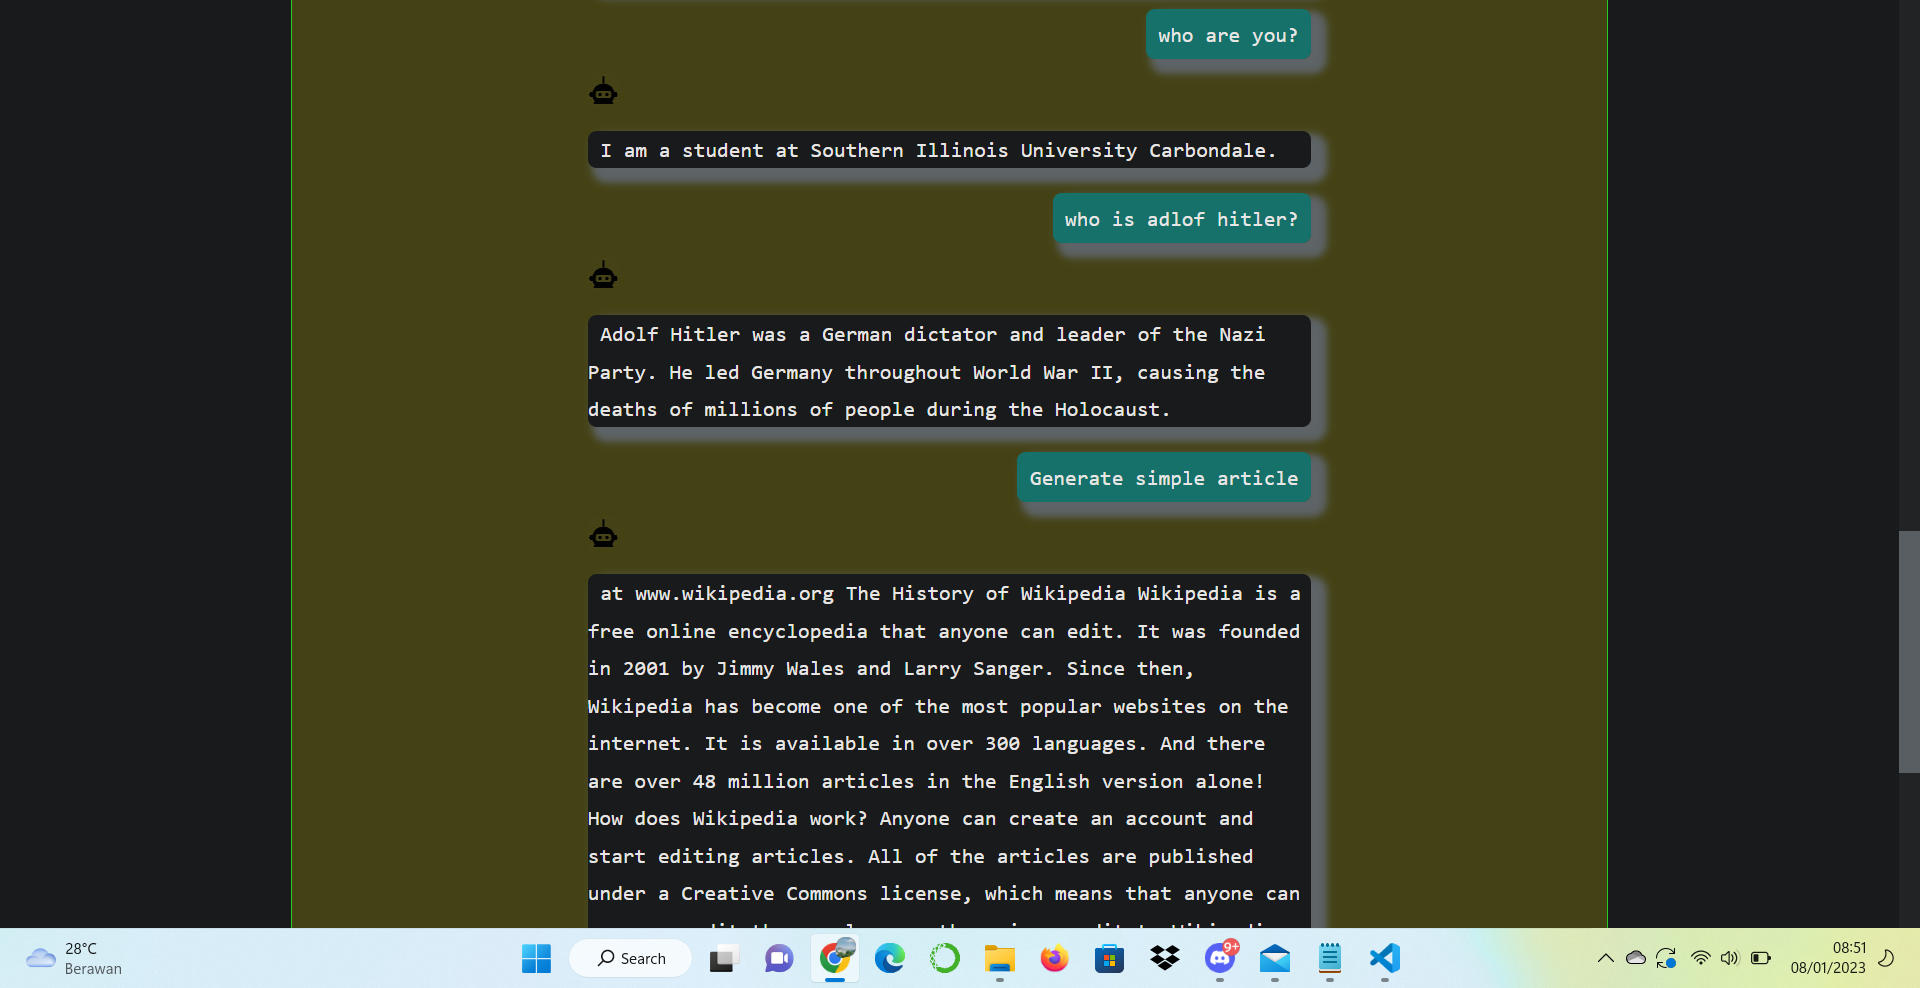 who are you?
I am a student at Southern Illinois University Carbondale.
who is adlof hitler?
Adolf Hitler was a German dictator and leader of the Nazi
Party. He led Germany throughout World War II, causing the
deaths of millions of people during the Holocaust.
Generate simple article
at www.wikipedia.org The History of Wikipedia Wikipedia is a
free online encyclopedia that anyone can edit. It was founded
in 2001 by Jimmy Wales and Larry Sanger. Since then,
Wikipedia has become one of the most popular websites on the
internet. It is available in over 300 languages. And there
are over 48 million articles in the English version alone!
How does Wikipedia work? Anyone can create an account and
start editing articles. All of the articles are published
under a Creative Commons license, which means that anyone can
28°C
Berawan
Search
9+
08:51
08/01/2023